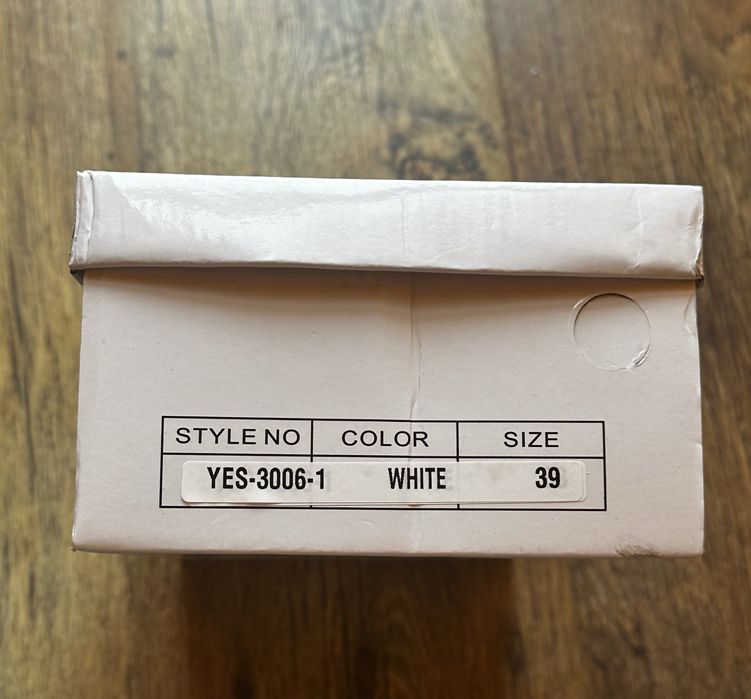 STYLE NO COLOR SIZE
YES-3006-1 WHITE 39